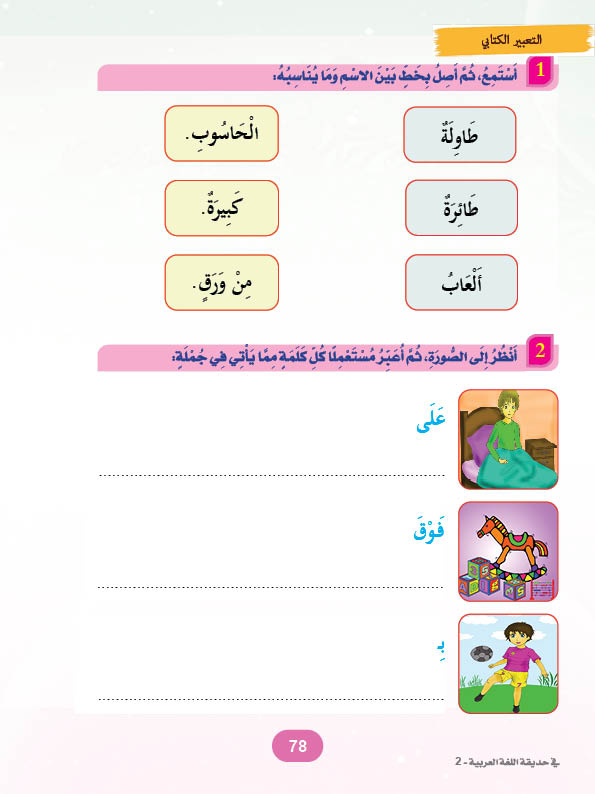 التعبير الكتابي
1 أَسْتَمِعُ، ثُمَّ أَصِلُ بِخَطٍّ بَيْنَ الاسْمِ وَمَا يُنَاسِبُهُ:
طَاوِلَةٌ الْحَاسُوبِ.
طَائِرَةٌ كَبِيرَةٌ.
أَلْعَابُ مِنْ وَرَقٍ.
2 أَنْظُرُ إِلَى الصُّورَةِ، ثُمَّ أُعَبِّرُ مُسْتَعْمِلًا كُلَّ كَلِمَةٍ مِمَّا يَأْتِي فِي جُمْلَةٍ:
عَلَى
فَوْقَ
بِـ
78
في حديقة اللغة العربية - 2